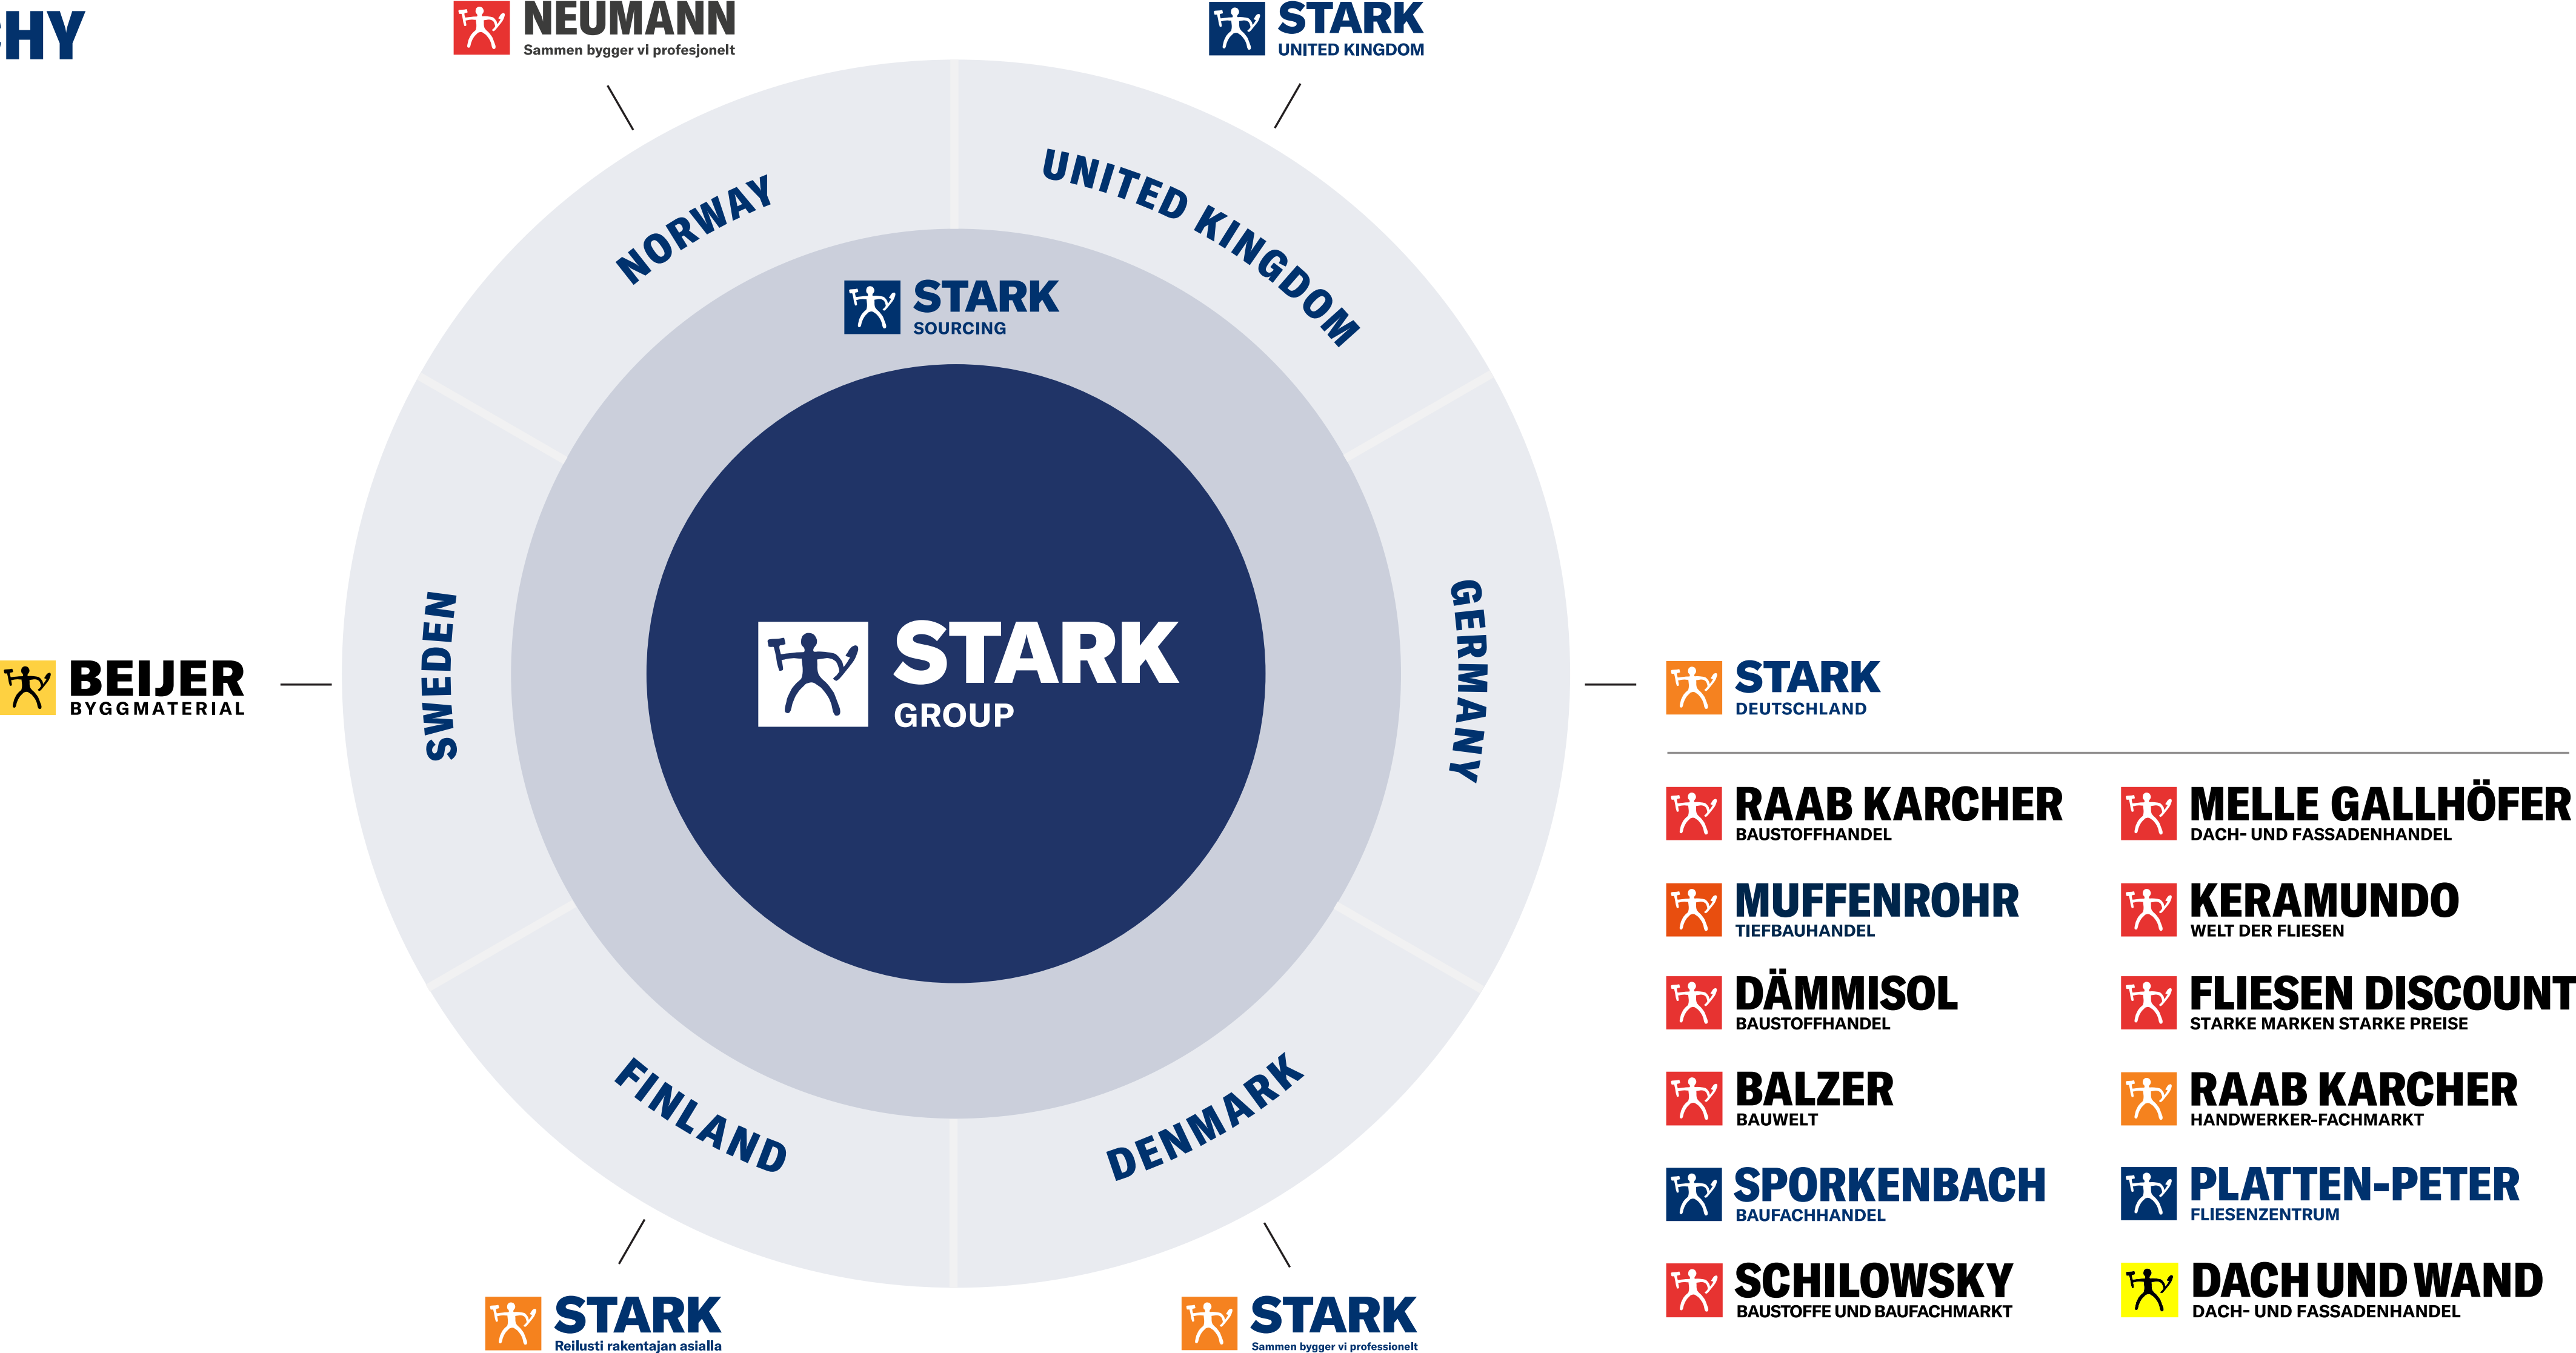 NEUMANN
Sammen bygger vi profesjonelt
STARK
UNITED KINGDOM
NORWAY
UNITED KINGDOM
STARK
SOURCING
SWEDEN
GERMANY
STARK
GROUP
BEIJER
BYGGMATERIAL
STARK
DEUTSCHLAND
RAAB KARCHER
BAUSTOFFHANDEL
MELLE GALLHÖFER
DACH- UND FASSADENHANDEL
MUFFENROHR
TIEFBAUHANDEL
KERAMUNDO
WELT DER FLIESEN
DÄMMISOL
BAUSTOFFHANDEL
FLIESEN DISCOUNT
STARKE MARKEN STARKE PREISE
BALZER
BAUWELT
RAAB KARCHER
HANDWERKER-FACHMARKT
SPORKENBACH
BAUFACHHANDEL
PLATTEN-PETER
FLIESENZENTRUM
SCHILOWSKY
BAUSTOFFE UND BAUFACHMARKT
DACH UND WAND
DACH- UND FASSADENHANDEL
FINLAND
DENMARK
STARK
Reilusti rakentajan asialla
STARK
Sammen bygger vi professionelt